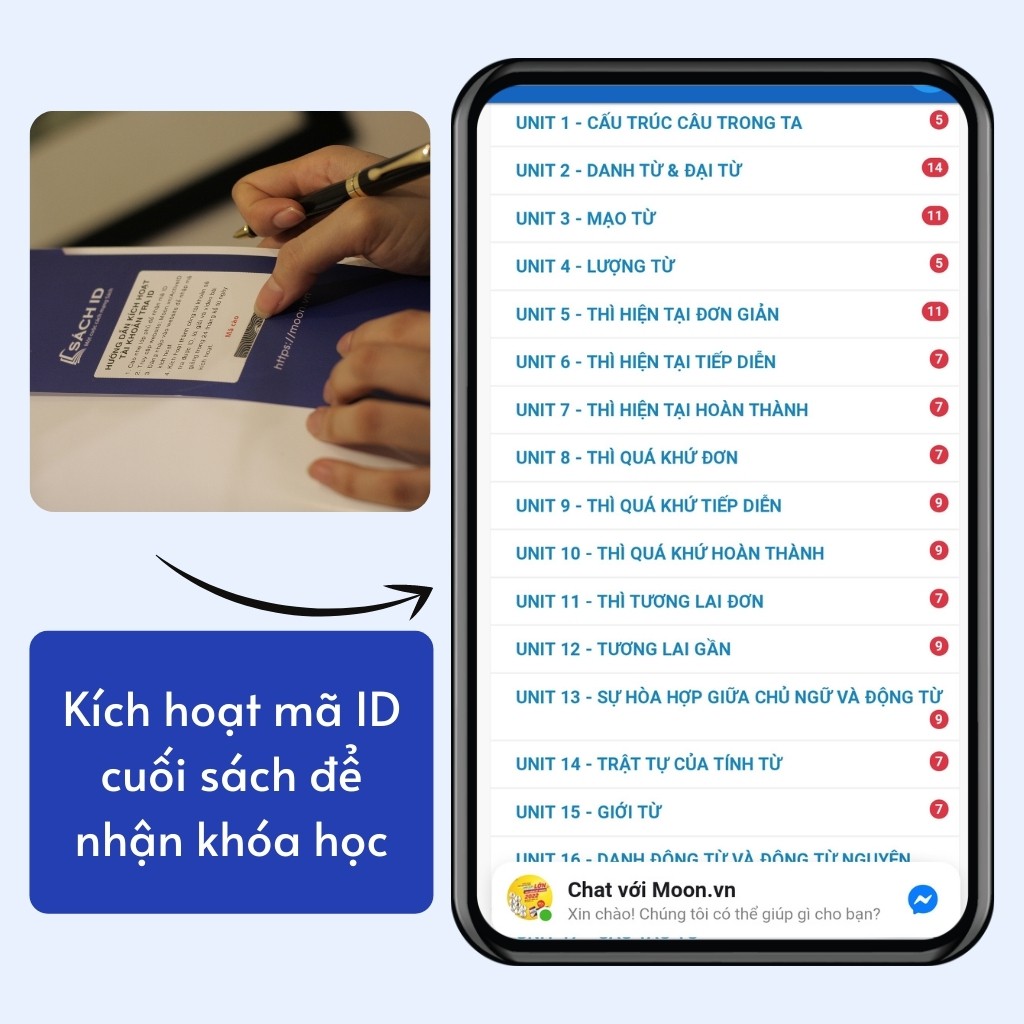 SÁCH ID
HƯỚNG DẪN KÍCH HOẠT
TÀI KHOẢN TRA ID
Mã cào
https://moon.vn
Kích hoạt mã ID
cuối sách để
nhận khóa học
UNIT 1 - CẤU TRÚC CÂU TRONG TA
5
UNIT 2 - DANH TỪ & ĐẠI TỪ
14
UNIT 3 - MẠO TỪ
11
UNIT 4 - LƯỢNG TỪ
5
UNIT 5 - THÌ HIỆN TẠI ĐƠN GIẢN
11
UNIT 6 - THÌ HIỆN TẠI TIẾP DIỄN
7
UNIT 7 - THÌ HIỆN TẠI HOÀN THÀNH
7
UNIT 8 - THÌ QUÁ KHỨ ĐƠN
7
UNIT 9 - THÌ QUÁ KHỨ TIẾP DIỄN
9
UNIT 10 - THÌ QUÁ KHỨ HOÀN THÀNH
9
UNIT 11 - THÌ TƯƠNG LAI ĐƠN
7
UNIT 12 - TƯƠNG LAI GẦN
9
UNIT 13 - SỰ HÒA HỢP GIỮA CHỦ NGỮ VÀ ĐỘNG TỪ
9
UNIT 14 - TRẬT TỰ CỦA TÍNH TỪ
7
UNIT 15 - GIỚI TỪ
7
UNIT 16 - DANH ĐỘNG TỪ VÀ ĐỘNG TỪ NGUYÊN
Chat với Moon.vn
Xin chào! Chúng tôi có thể giúp gì cho bạn?